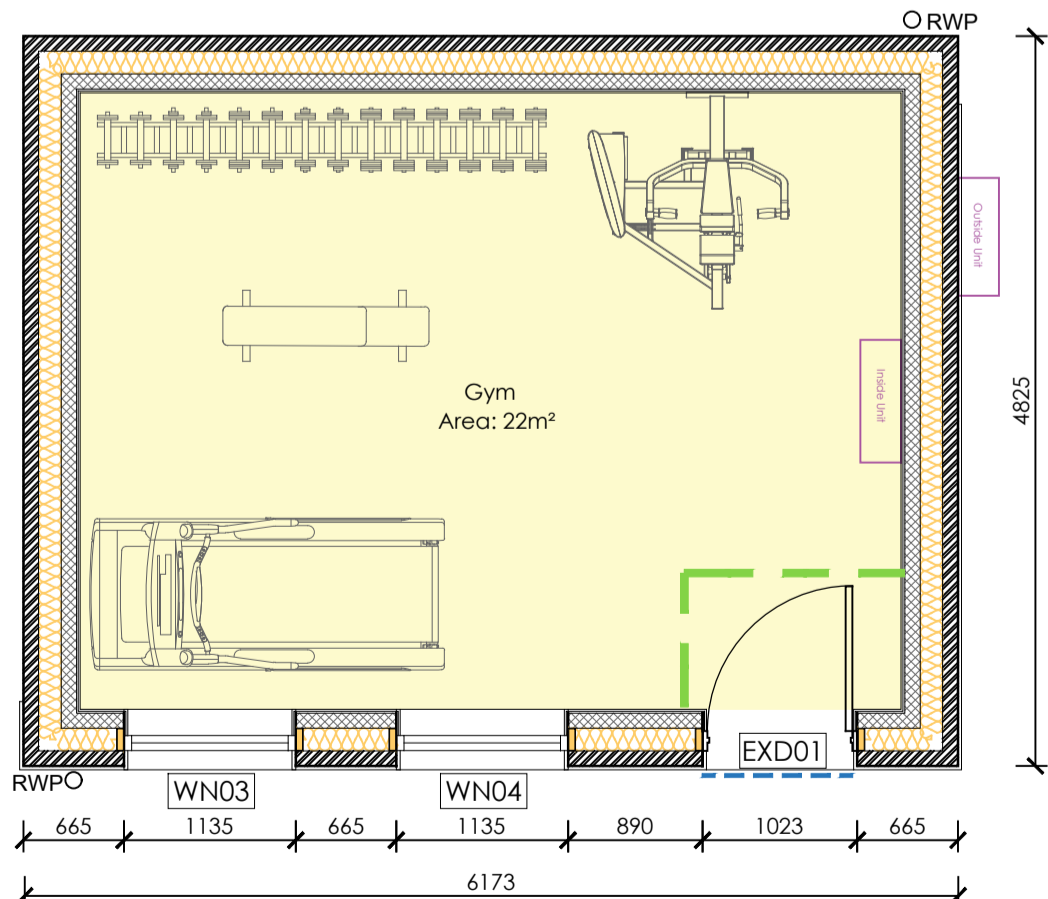 RWP
Outside Unit
4825
Inside Unit
Gym
Area: 22m²
RWP
WN03
WN04
EXD01
665
1135
665
1135
890
1023
665
6173